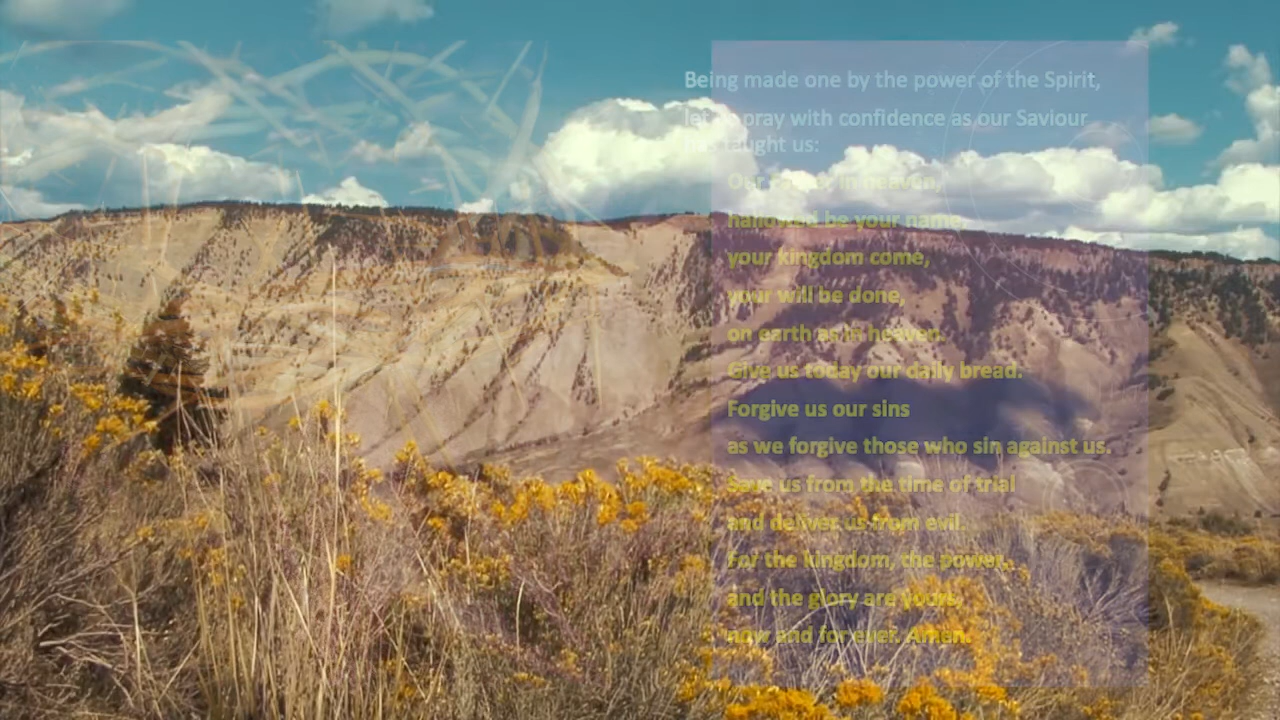 Being made one by the power of the Spirit,
let us pray with confidence as our Saviour
has taught us:
Our Father in heaven,
hallowed be your name,
your kingdom come,
your will be done,
on earth as in heaven.
Give us today our daily bread.
Forgive us our sins
as we forgive those who sin against us.
Save us from the time of trial
and deliver us from evil.
For the kingdom, the power,
and the glory are yours,
now and for ever. Amen.